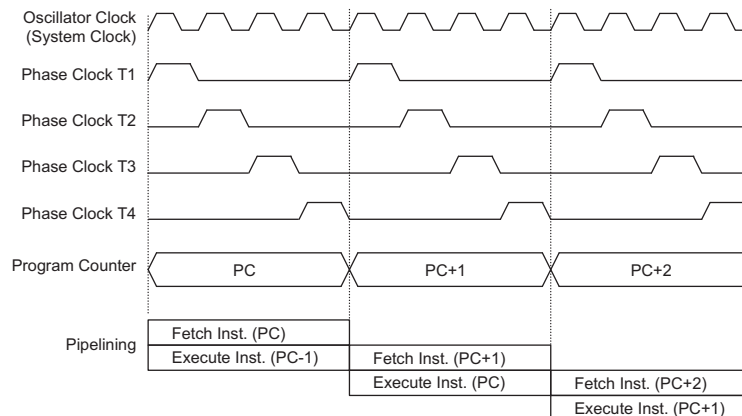 Oscillator Clock
(System Clock)
Phase Clock T1
Phase Clock T2
Phase Clock T3
Phase Clock T4
Program Counter
PC
PC+1
PC+2
Pipelining
Fetch Inst. (PC)
Execute Inst. (PC-1)
Fetch Inst. (PC+1)
Execute Inst. (PC)
Fetch Inst. (PC+2)
Execute Inst. (PC+1)